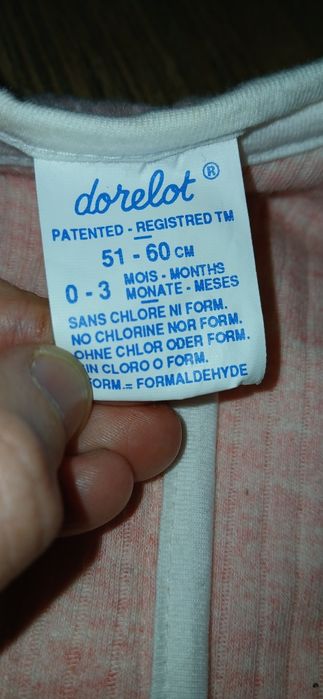 dorelot ®
PATENTED - REGISTRED TM
51 - 60 CM
0 - 3 MOIS - MONTHS
MONATE - MESES
SANS CHLORE NI FORM.
NO CHLORINE NOR FORM.
OHNE CHLOR ODER FORM.
IN CLORO O FORM.
FORM.= FORMALDEHYDE